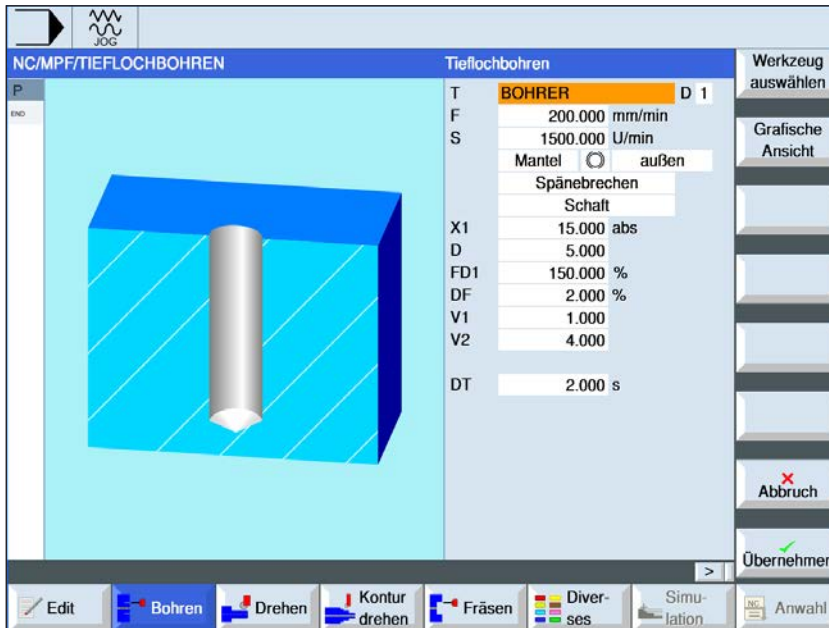 JOG
NC/MPF/TIEFLOCHBOHREN
Tieflochbohren
P
END
T BOHRER D 1
F 200.000 mm/min
S 1500.000 U/min
Mantel außen
Spänebrechen
Schaft
X1 15.000 abs
D 5.000
FD1 150.000 %
DF 2.000 %
V1 1.000
V2 4.000
DT 2.000 s
Werkzeug
auswählen
Grafische
Ansicht
Abbruch
Übernehmen
>
Edit
Bohren
Drehen
Kontur
drehen
Fräsen
Diver-
ses
Simu-
lation
NC
Anwahl